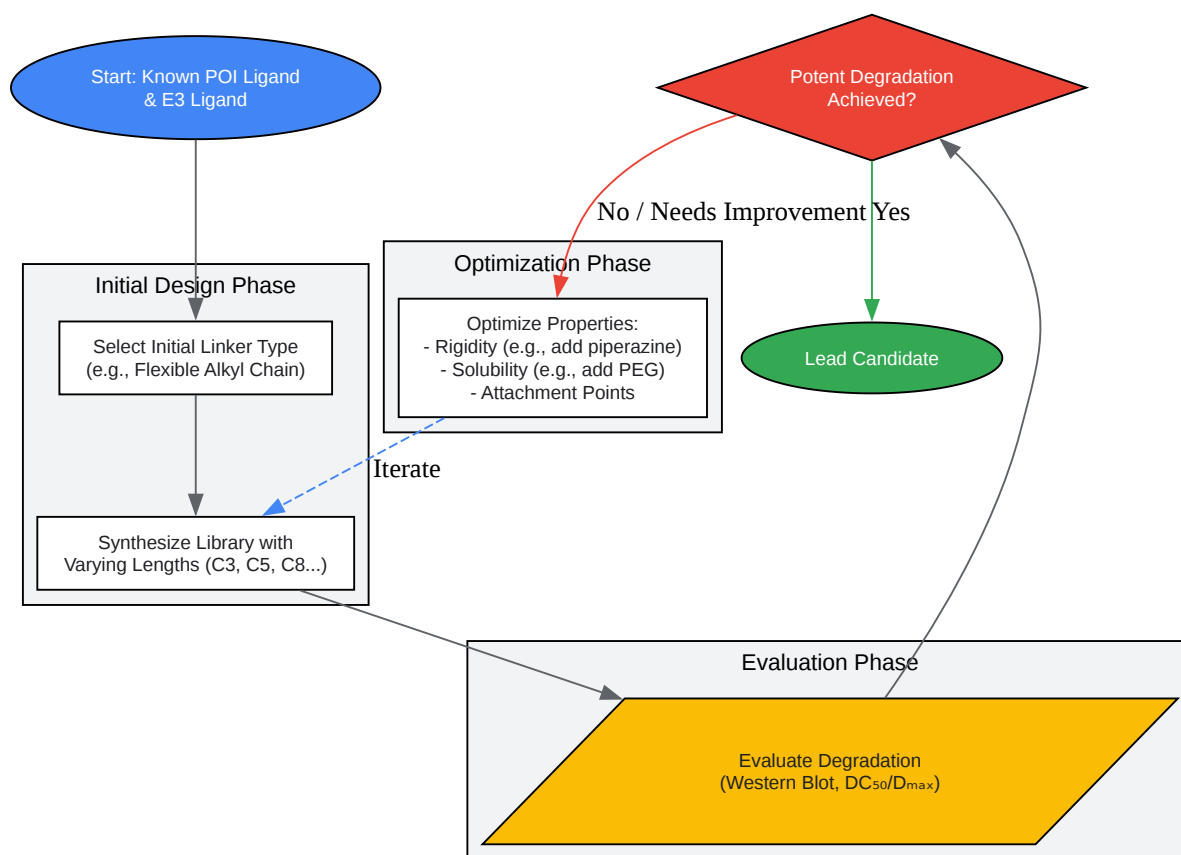 Start: Known POI Ligand
& E3 Ligand
Potent Degradation
Achieved?
No / Needs Improvement
Yes
Initial Design Phase
Optimization Phase
Select Initial Linker Type
(e.g., Flexible Alkyl Chain)
Optimize Properties:
- Rigidity (e.g., add piperazine)
- Solubility (e.g., add PEG)
- Attachment Points
Lead Candidate
Iterate
Synthesize Library with
Varying Lengths (C3, C5, C8...)
Evaluation Phase
Evaluate Degradation
(Western Blot, DC₅₀/Dₘₐₓ)